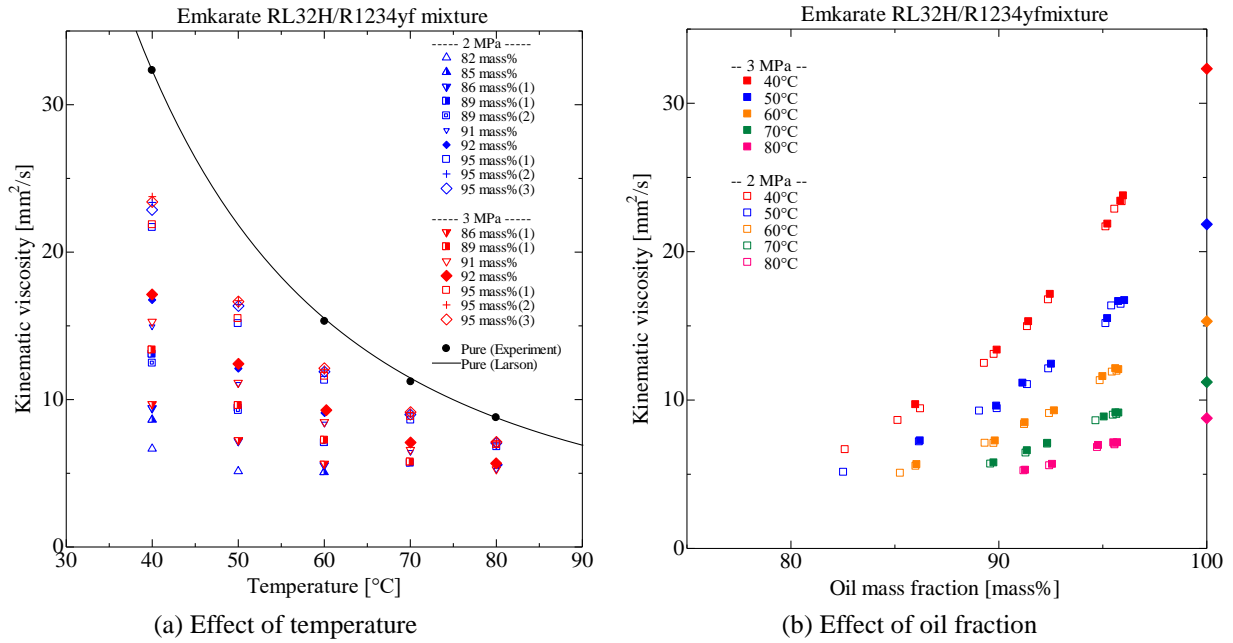 Emkarate RL32H/R1234yf mixture
40
30
20
10
0
Kinematic viscosity [mm²/s]
30 40 50 60 70 80 90
Temperature [°C]
----- 2 MPa -----
82 mass%
85 mass%
86 mass%(1)
89 mass%(1)
89 mass%(2)
91 mass%
92 mass%
95 mass%(1)
95 mass%(2)
95 mass%(3)
----- 3 MPa -----
86 mass%(1)
89 mass%(1)
91 mass%
92 mass%
95 mass%(1)
95 mass%(2)
95 mass%(3)
Pure (Experiment)
Pure (Larson)
(a) Effect of temperature
Emkarate RL32H/R1234yfmixture
30
20
10
0
Kinematic viscosity [mm²/s]
80 90 100
Oil mass fraction [mass%]
-- 3 MPa --
40°C
50°C
60°C
70°C
80°C
-- 2 MPa --
40°C
50°C
60°C
70°C
80°C
(b) Effect of oil fraction